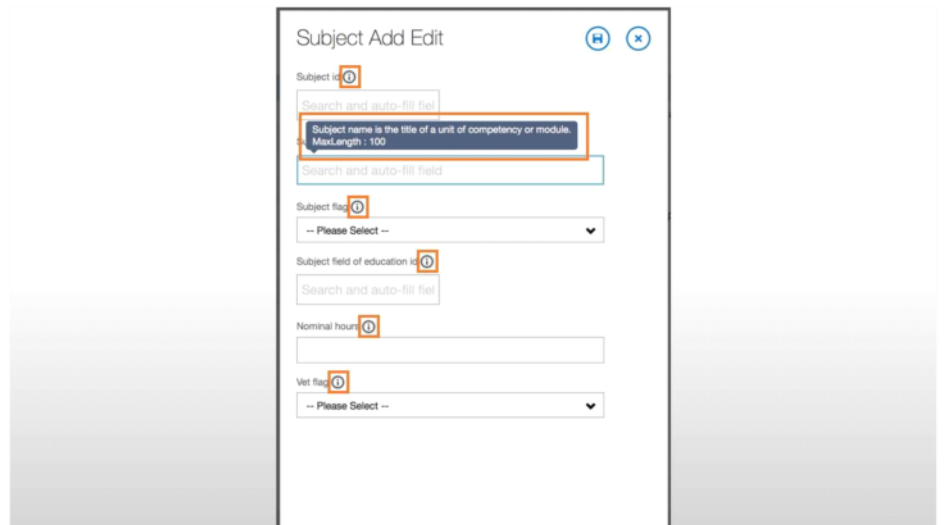 Subject Add Edit
Subject id
Search and auto-fill fiel
Subject name is the title of a unit of competency or module.
MaxLength : 100
Search and auto-fill field
Subject flag
-- Please Select --
Subject field of education id
Search and auto-fill fiel
Nominal hours
Vet flag
-- Please Select --